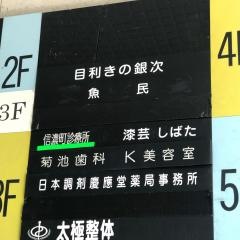 2F
目利きの銀次
魚民
4F
3F
信濃町診療所 漆芸 しばた
菊池歯科 K美容室
日本調剤慶應堂薬局事務所
3F
5
太極整体